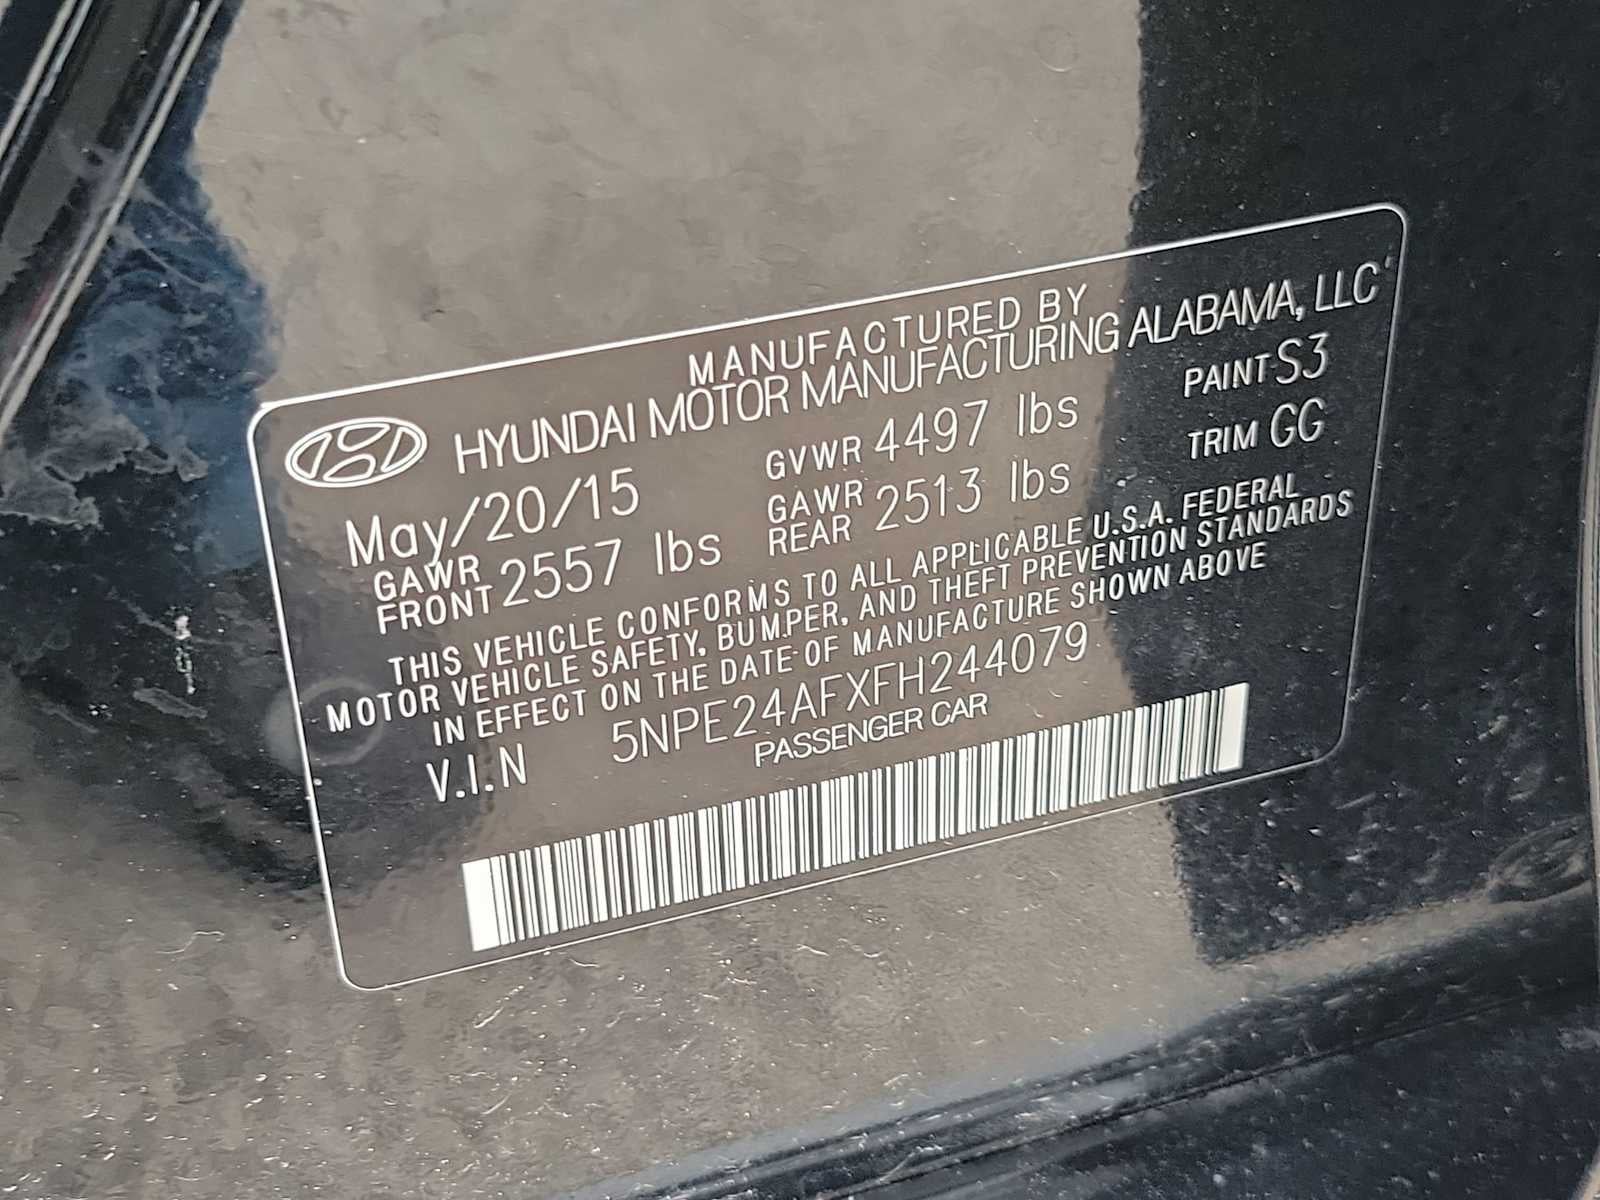 MANUFACTURED BY
HYUNDAI MOTOR MANUFACTURING ALABAMA, LLC
May/20/15 GVWR 4497 lbs PAINT S3
GAWR FRONT 2557 lbs GAWR REAR 2513 lbs TRIM GG
THIS VEHICLE CONFORMS TO ALL APPLICABLE U.S.A. FEDERAL
MOTOR VEHICLE SAFETY, BUMPER, AND THEFT PREVENTION STANDARDS
IN EFFECT ON THE DATE OF MANUFACTURE SHOWN ABOVE
V.I.N 5NPE24AFXFH244079
PASSENGER CAR